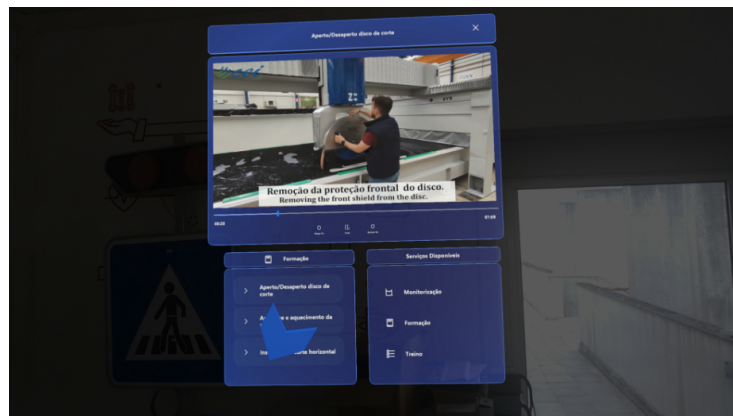 Aperto/Desaperto disco de corte
Z:
Remoção da proteção frontal do disco.
Removing the front shield from the disc.
00:20
01:09
Formação
Aperto/Desaperto disco de
corte
e aquecimento da
horizontal
Serviços Disponíveis
Monitorização
Formação
Treino